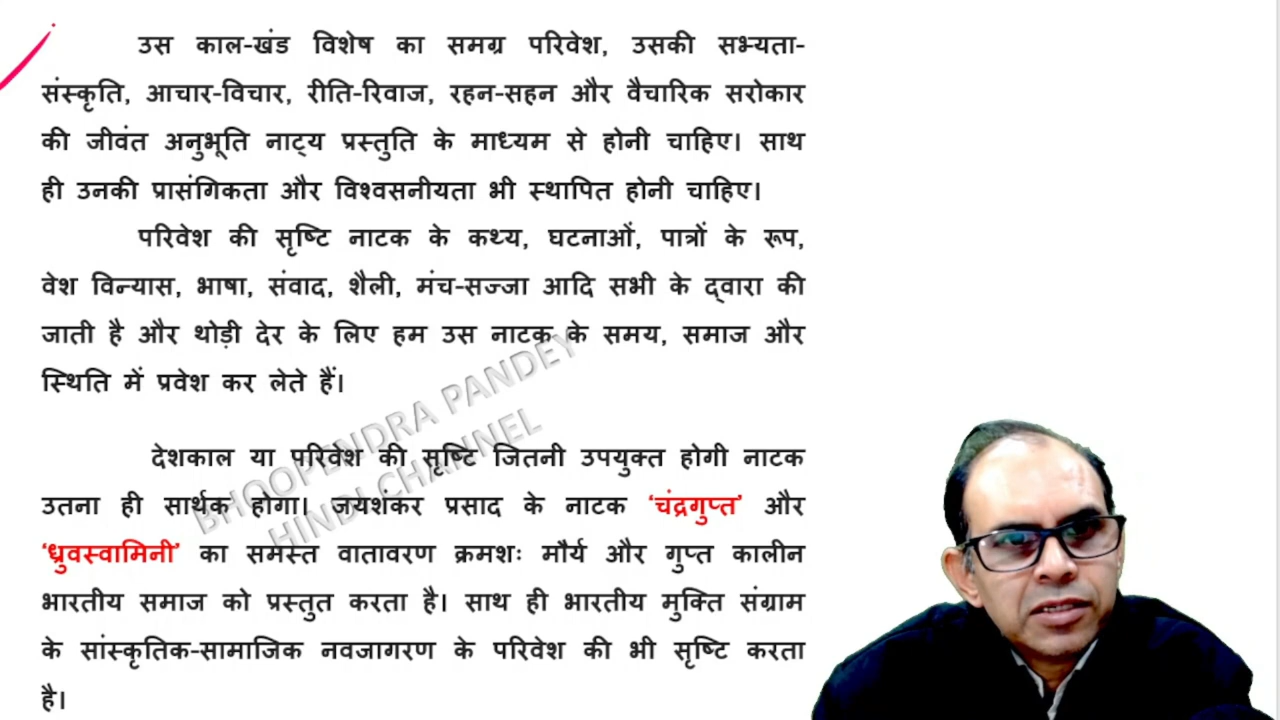 उस काल-खंड विशेष का समग्र परिवेश, उसकी सभ्यता-
संस्कृति, आचार-विचार, रीति-रिवाज, रहन-सहन और वैचारिक सरोकार
की जीवंत अनुभूति नाट्य प्रस्तुति के माध्यम से होनी चाहिए। साथ
ही उनकी प्रासंगिकता और विश्वसनीयता भी स्थापित होनी चाहिए।
परिवेश की सृष्टि नाटक के कथ्य, घटनाओं, पात्रों के रूप,
वेश विन्यास, भाषा, संवाद, शैली, मंच-सज्जा आदि सभी के द्वारा की
जाती है और थोड़ी देर के लिए हम उस नाटक के समय, समाज और
स्थिति में प्रवेश कर लेते हैं।
देशकाल या परिवेश की सृष्टि जितनी उपयुक्त होगी नाटक
उतना ही सार्थक होगा। जयशंकर प्रसाद के नाटक ‘चंद्रगुप्त’ और
‘ध्रुवस्वामिनी’ का समस्त वातावरण क्रमशः मौर्य और गुप्त कालीन
भारतीय समाज को प्रस्तुत करता है। साथ ही भारतीय मुक्ति संग्राम
के सांस्कृतिक-सामाजिक नवजागरण के परिवेश की भी सृष्टि करता
है।
BHOOPENDRA PANDEY
HINDI CHANNEL